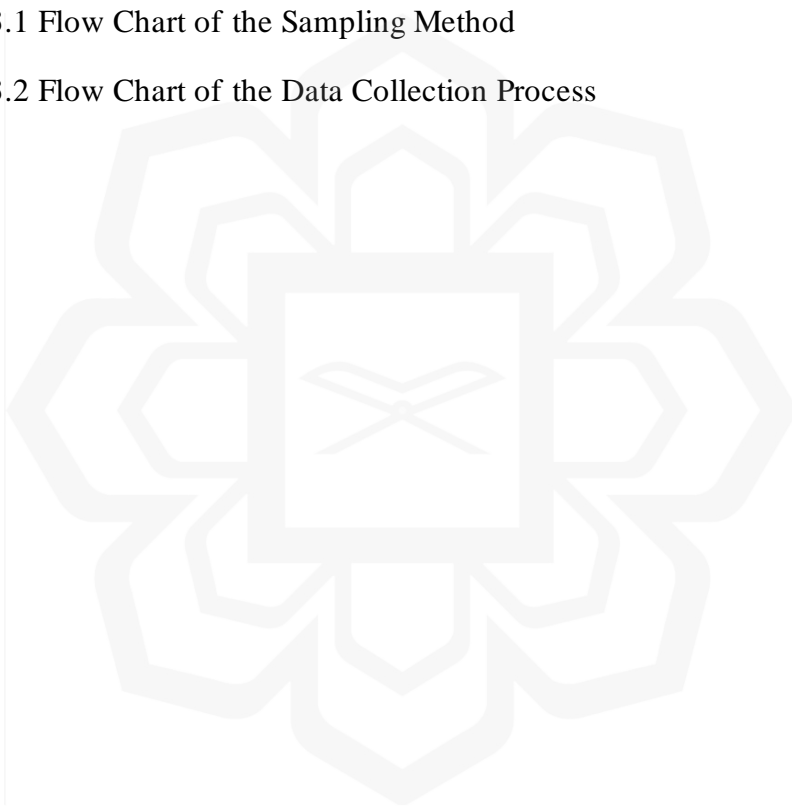 .1 Flow Chart of the Sampling Method
.2 Flow Chart of the Data Collection Process